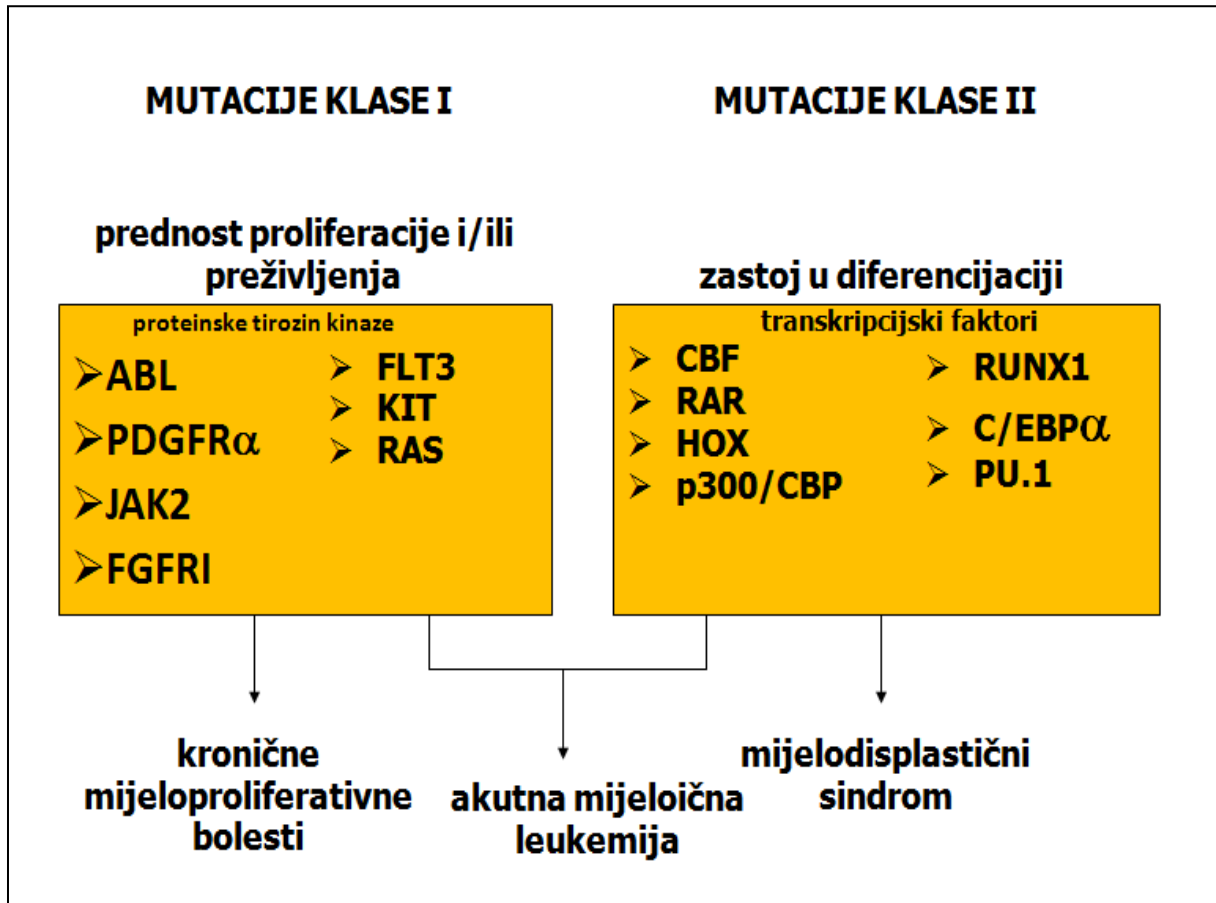 MUTACIJE KLASE I
MUTACIJE KLASE II
prednost proliferacije i/ili
preživljenja
zastoj u diferencijaciji
proteinske tirozin kinaze
➢ABL
➢PDGFRα
➢JAK2
➢FGFRI
➢ FLT3
➢ KIT
➢ RAS
transkripcijski faktori
➢ CBF
➢ RAR
➢ HOX
➢ p300/CBP
➢ RUNX1
➢ C/EBPα
➢ PU.1
kronične
mijeloproliferativne
bolesti
akutna mijeloična
leukemija
mijelodisplastični
sindrom